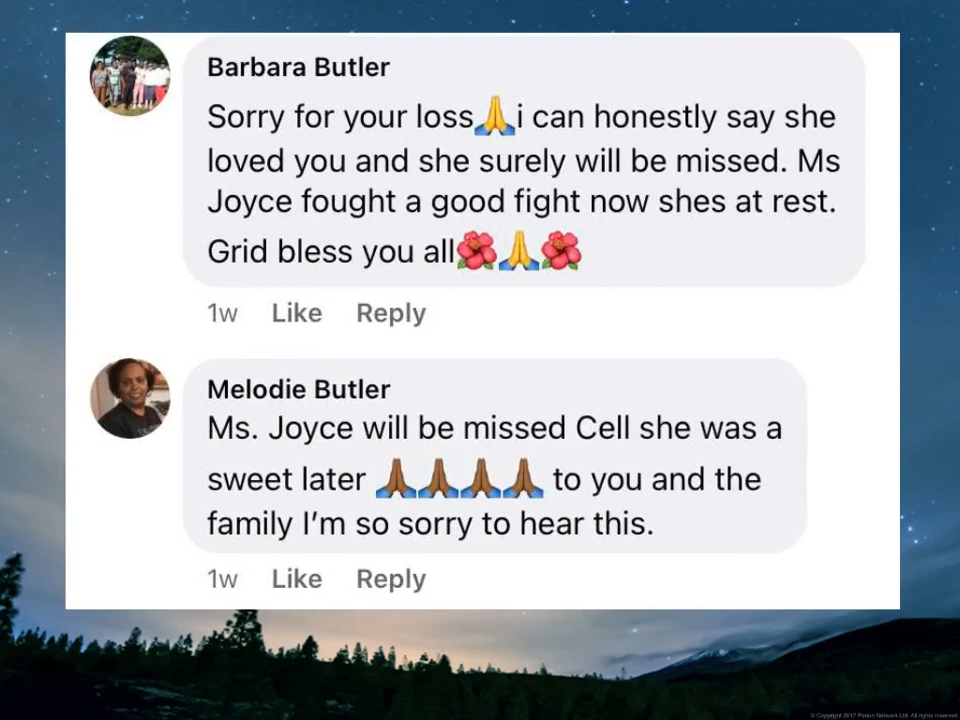 Barbara Butler
Sorry for your loss🙏i can honestly say she
loved you and she surely will be missed. Ms
Joyce fought a good fight now shes at rest.
Grid bless you all🌺🙏🌺
1w Like Reply
Melodie Butler
Ms. Joyce will be missed Cell she was a
sweet later 🙏🏾🙏🏾🙏🏾🙏🏾 to you and the
family I'm so sorry to hear this.
1w Like Reply